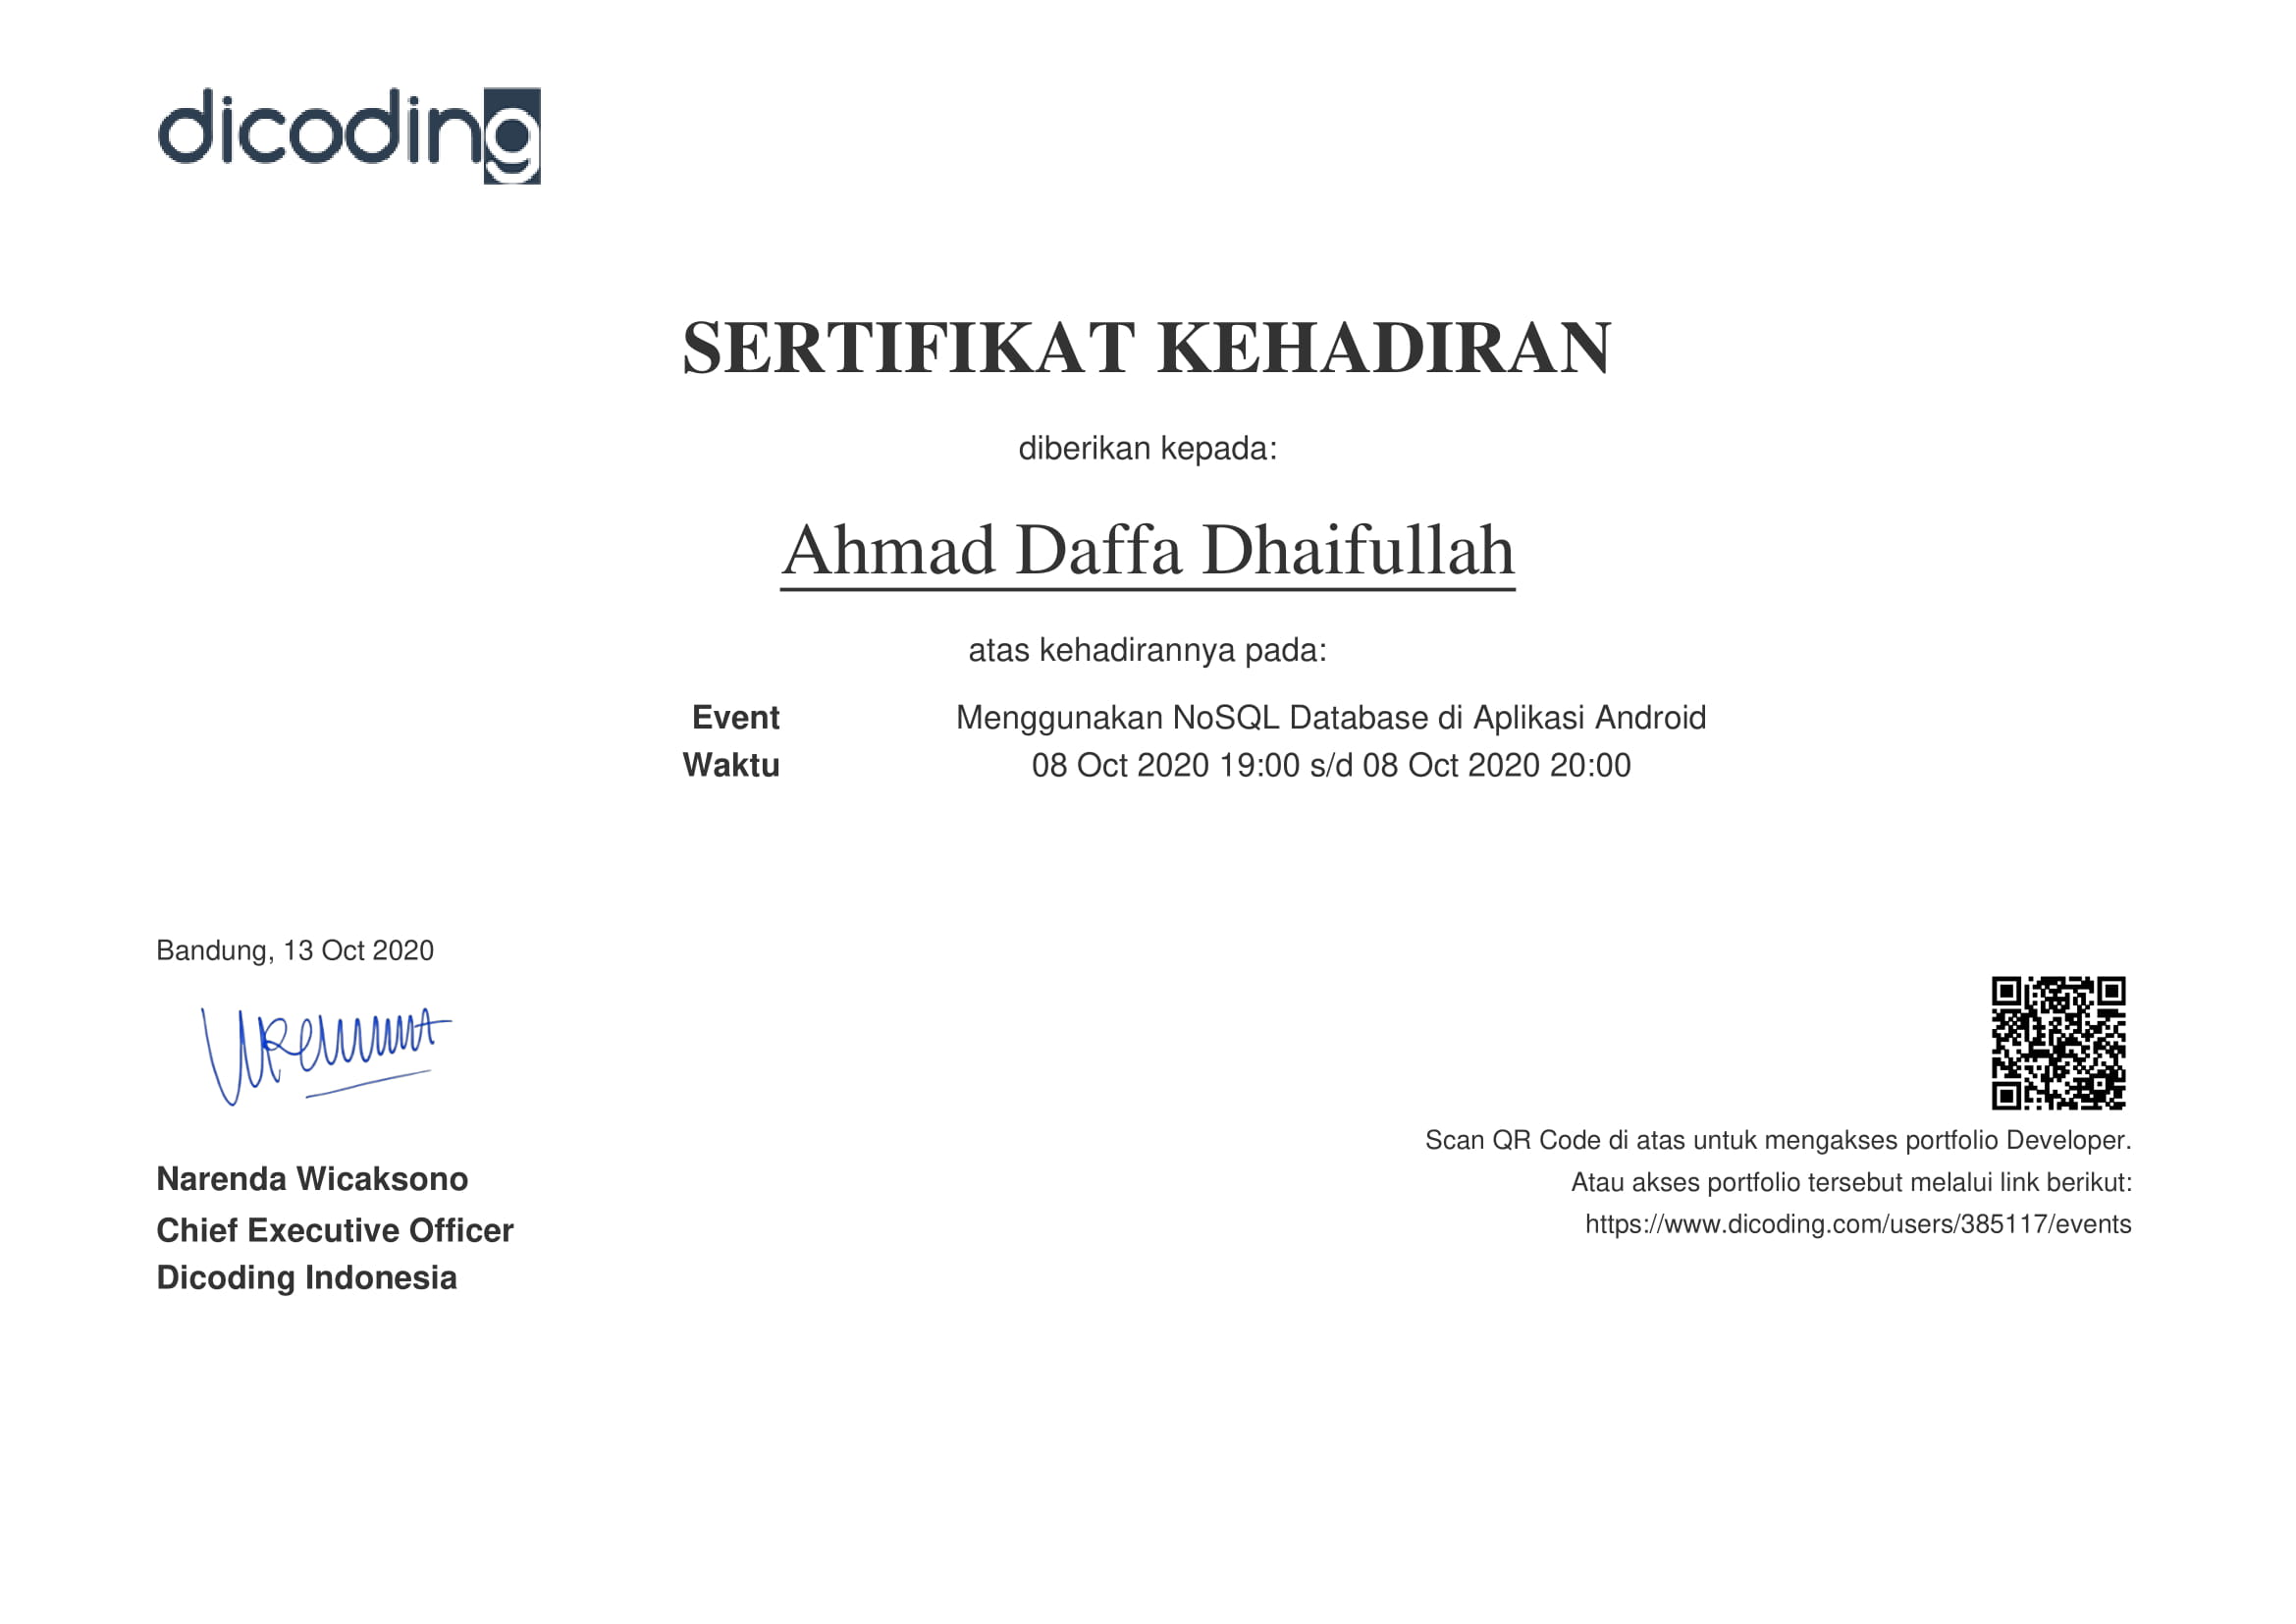 dicoding
SERTIFIKAT KEHADIRAN
diberikan kepada:
Ahmad Daffa Dhaifullah
atas kehadirannya pada:
Event Menggunakan NoSQL Database di Aplikasi Android
Waktu 08 Oct 2020 19:00 s/d 08 Oct 2020 20:00
Bandung, 13 Oct 2020
Narenda Wicaksono
Chief Executive Officer
Dicoding Indonesia
Scan QR Code di atas untuk mengakses portfolio Developer.
Atau akses portfolio tersebut melalui link berikut:
https://www.dicoding.com/users/385117/events